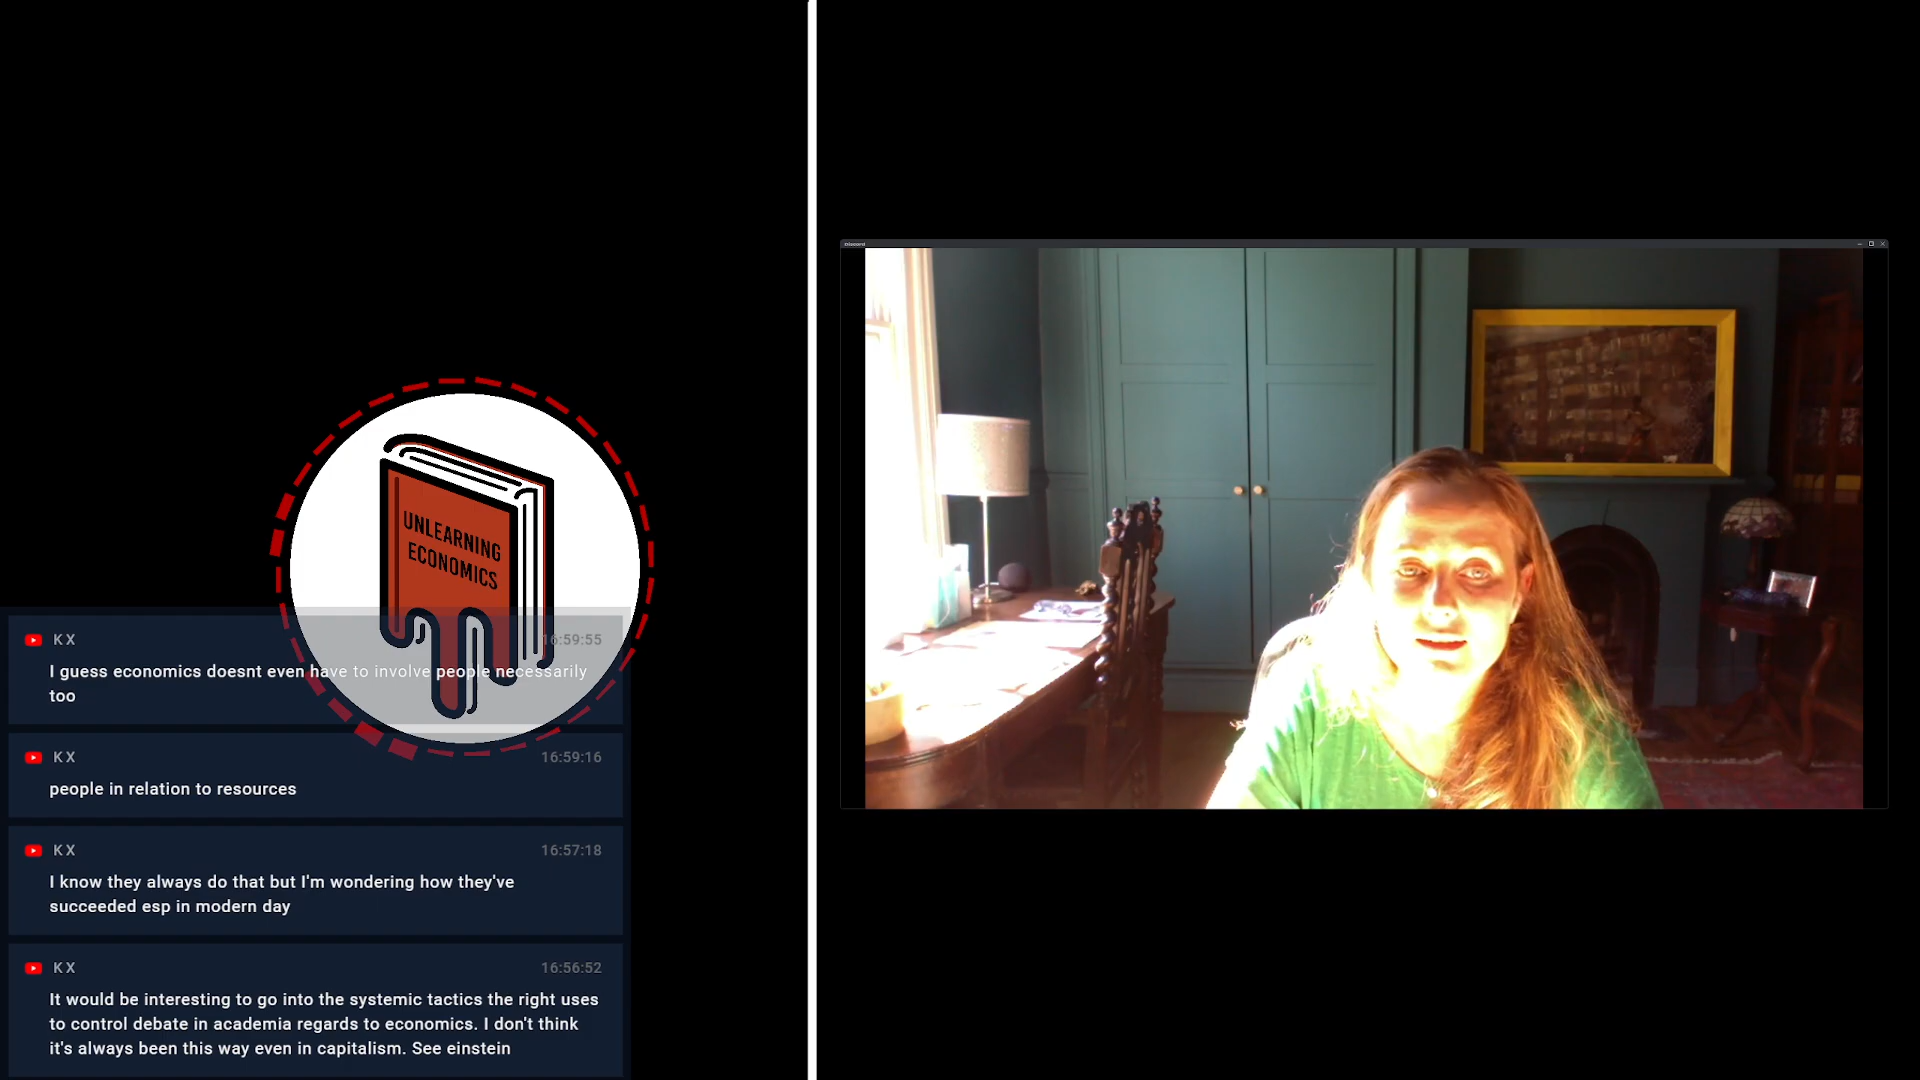 UNLEARNING
ECONOMICS
K X 16:59:55
I guess economics doesnt even have to involve people necessarily
too
K X 16:59:16
people in relation to resources
K X 16:57:18
I know they always do that but I'm wondering how they've
succeeded esp in modern day
K X 16:56:52
It would be interesting to go into the systemic tactics the right uses
to control debate in academia regards to economics. I don't think
it's always been this way even in capitalism. See einstein
Discord